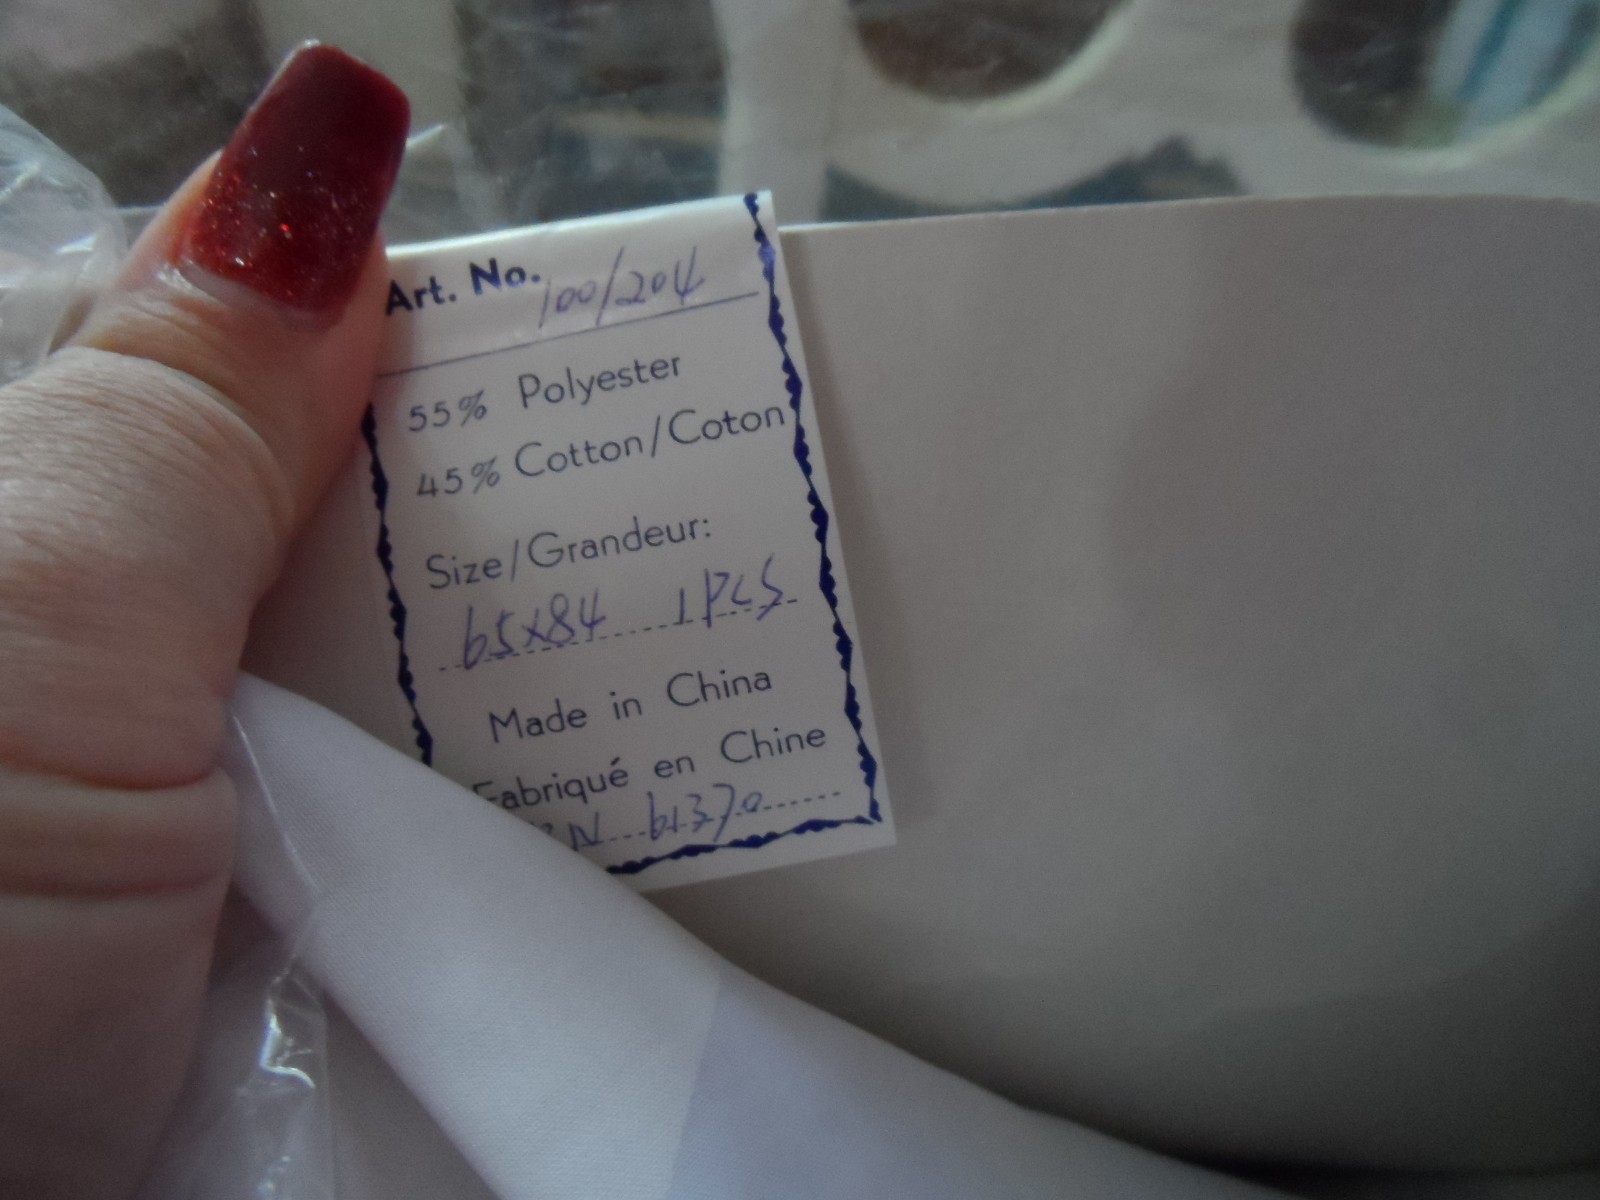 Art. No. 100/204
55% Polyester
45% Cotton/Coton
Size/Grandeur:
65x84 1PCS
Made in China
Fabriqué en Chine
RN 61370